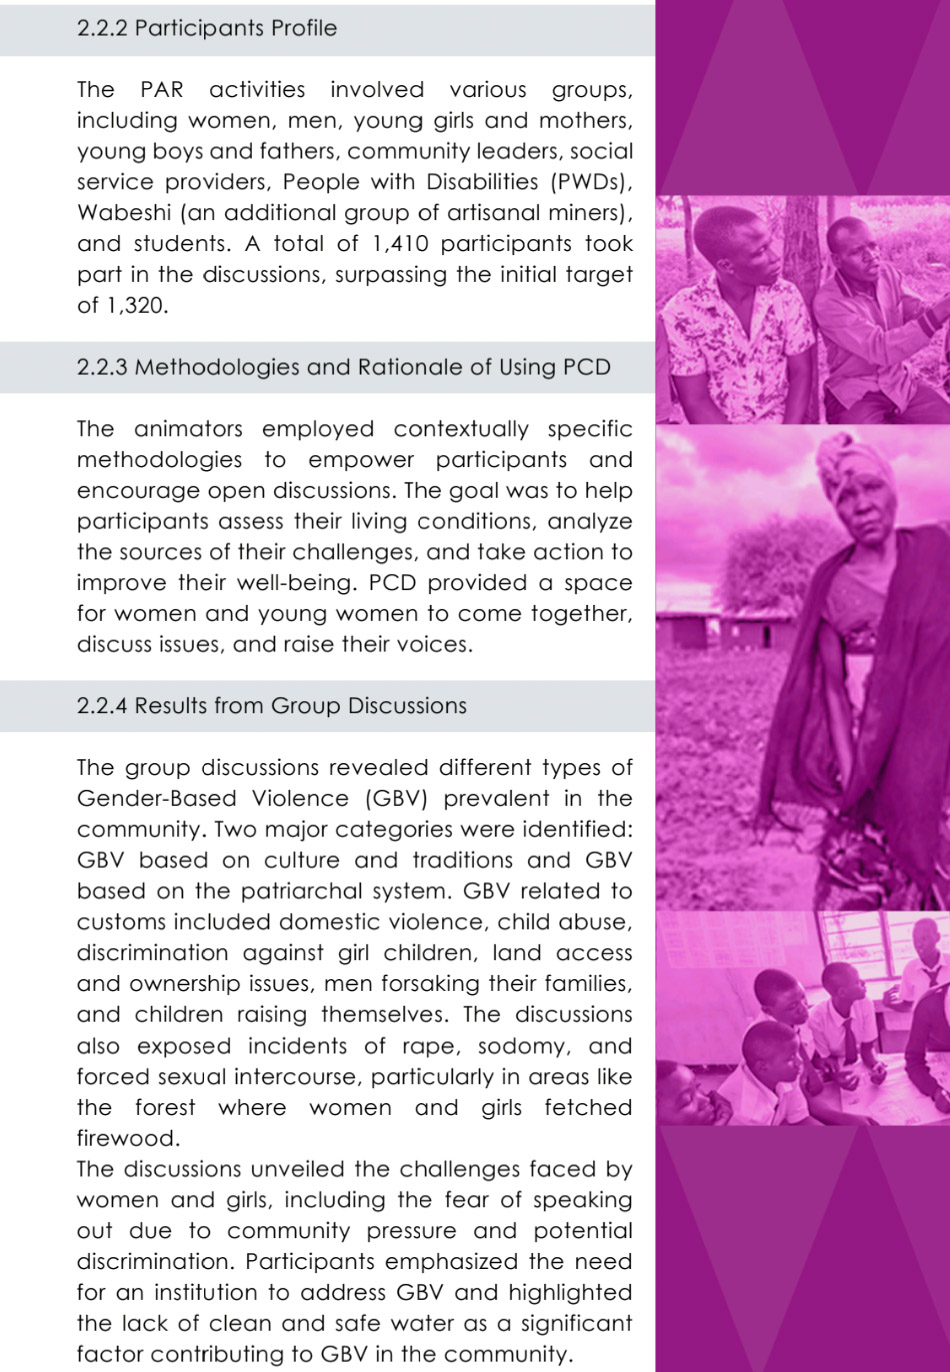 2.2.2 Participants Profile
The PAR activities involved various groups,
including women, men, young girls and mothers,
young boys and fathers, community leaders, social
service providers, People with Disabilities (PWDs),
Wabeshi (an additional group of artisanal miners),
and students. A total of 1,410 participants took
part in the discussions, surpassing the initial target
of 1,320.
2.2.3 Methodologies and Rationale of Using PCD
The animators employed contextually specific
methodologies to empower participants and
encourage open discussions. The goal was to help
participants assess their living conditions, analyze
the sources of their challenges, and take action to
improve their well-being. PCD provided a space
for women and young women to come together,
discuss issues, and raise their voices.
2.2.4 Results from Group Discussions
The group discussions revealed different types of
Gender-Based Violence (GBV) prevalent in the
community. Two major categories were identified:
GBV based on culture and traditions and GBV
based on the patriarchal system. GBV related to
customs included domestic violence, child abuse,
discrimination against girl children, land access
and ownership issues, men forsaking their families,
and children raising themselves. The discussions
also exposed incidents of rape, sodomy, and
forced sexual intercourse, particularly in areas like
the forest where women and girls fetched
firewood.
The discussions unveiled the challenges faced by
women and girls, including the fear of speaking
out due to community pressure and potential
discrimination. Participants emphasized the need
for an institution to address GBV and highlighted
the lack of clean and safe water as a significant
factor contributing to GBV in the community.